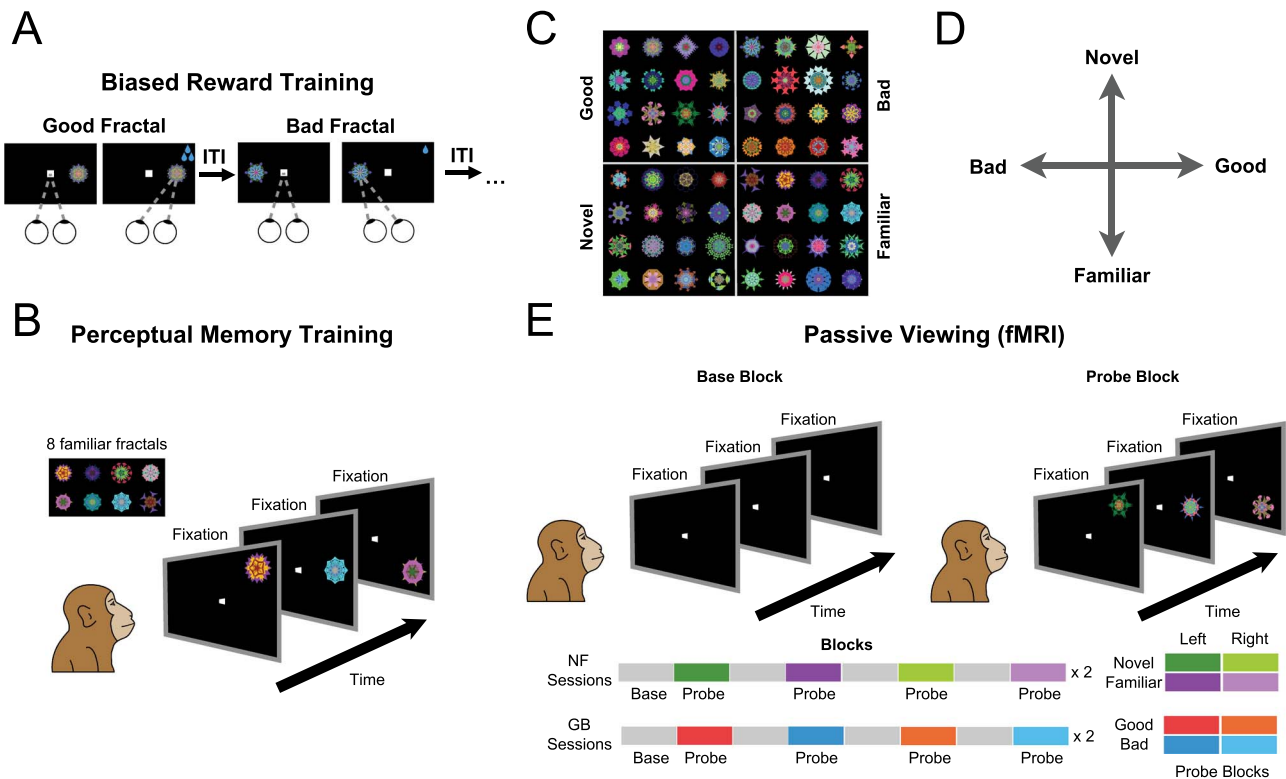 A
Biased Reward Training
Good Fractal
Bad Fractal
ITI
ITI
...
B
Perceptual Memory Training
8 familiar fractals
Fixation
Fixation
Fixation
Time
C
Good
Bad
Novel
Familiar
D
Novel
Bad
Good
Familiar
E
Passive Viewing (fMRI)
Base Block
Fixation
Fixation
Fixation
Time
Probe Block
Fixation
Fixation
Fixation
Time
Blocks
NF
Sessions
x 2
Base
Probe
Probe
Probe
Probe
GB
Sessions
x 2
Base
Probe
Probe
Probe
Probe
Left
Right
Novel
Familiar
Good
Bad
Probe Blocks